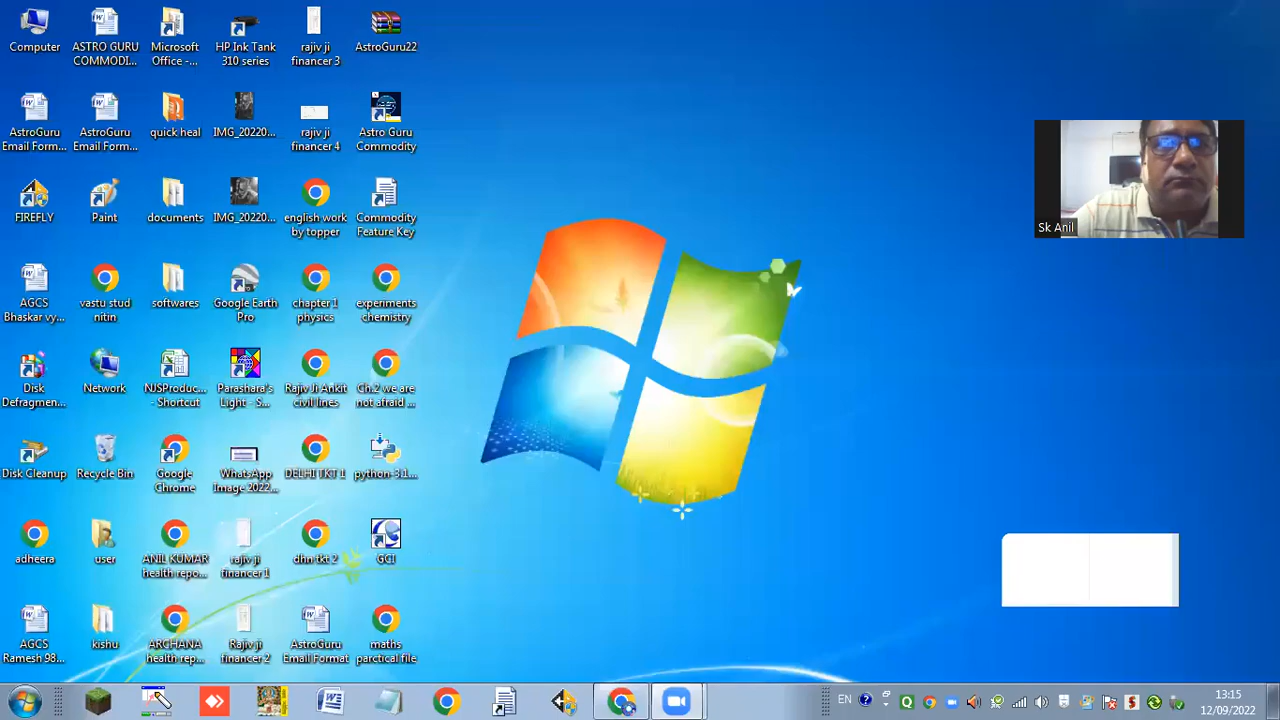 Computer
ASTRO GURU
COMMODI...
Microsoft
Office -...
HP Ink Tank
310 series
rajiv ji
financer 3
AstroGuru22
AstroGuru
Email Form...
AstroGuru
Email Form...
quick heal
IMG_20220...
rajiv ji
financer 4
Astro Guru
Commodity
FIREFLY
Paint
documents
IMG_20220...
english work
by topper
Commodity
Feature Key
AGCS
Bhaskar vy...
vastu stud
nitin
softwares
Google Earth
Pro
chapter 1
physics
experiments
chemistry
Disk
Defragmen...
Network
NJSProduc...
- Shortcut
Parashara's
Light - S...
Rajiv Ji Ankit
civil lines
Ch.2 we are
not afraid ...
Disk Cleanup
Recycle Bin
Google
Chrome
WhatsApp
Image 2022...
DELHI TKT 1
python-3.1...
adheera
user
ANIL KUMAR
health repo...
rajiv ji
financer 1
dhn tkt 2
GCI
AGCS
Ramesh 98...
kishu
ARCHANA
health rep...
Rajiv ji
financer 2
AstroGuru
Email Format
maths
parctical file
Sk Anil
EN
13:15
12/09/2022